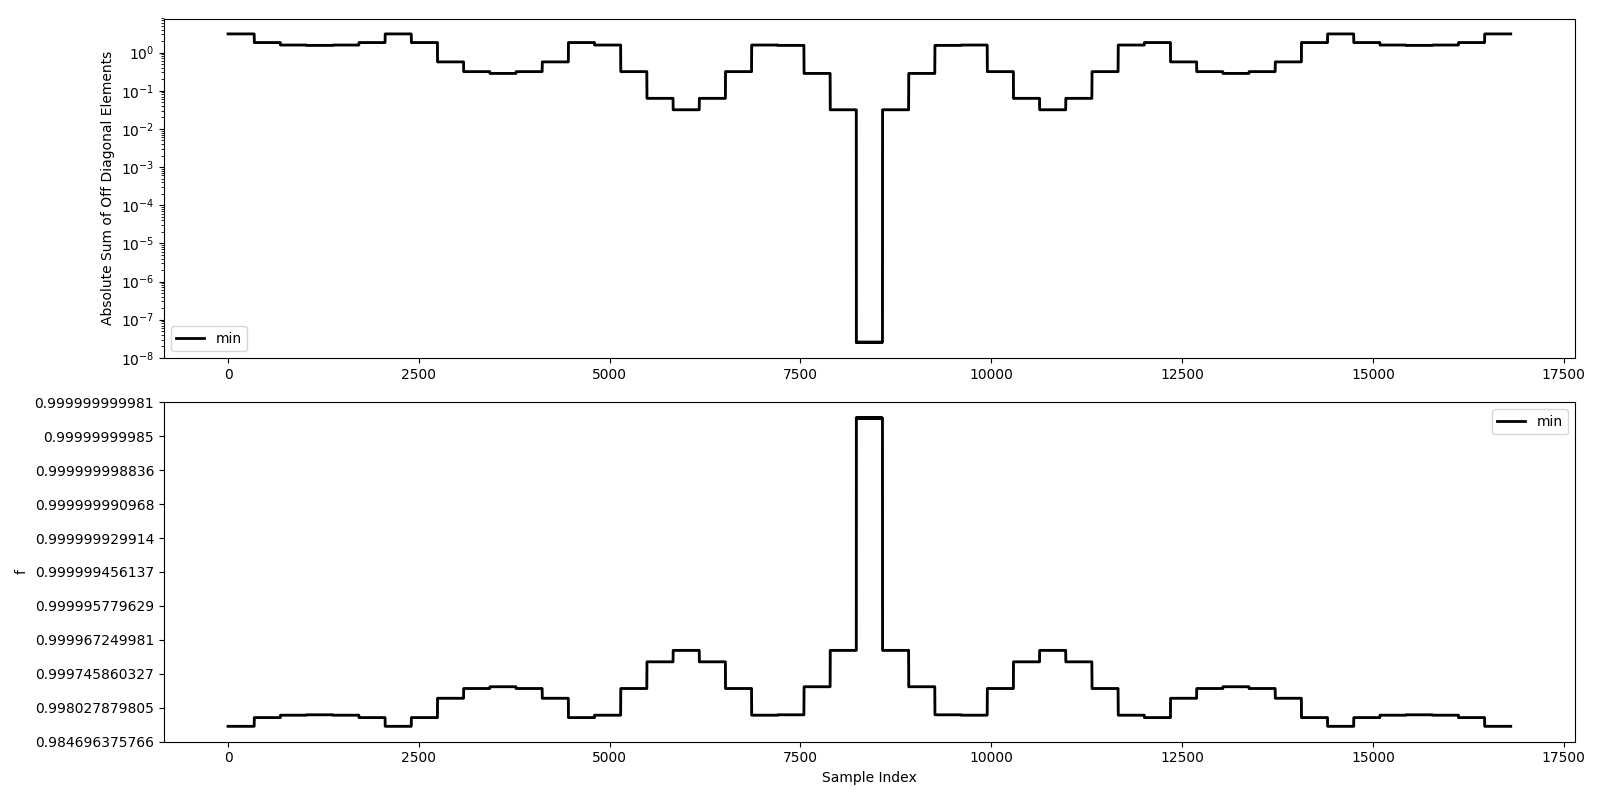 Absolute Sum of Off Diagonal Elements
10⁰
10⁻¹
10⁻²
10⁻³
10⁻⁴
10⁻⁵
10⁻⁶
10⁻⁷
10⁻⁸
min
0 2500 5000 7500 10000 12500 15000 17500
f
0.999999999981
0.99999999985
0.999999998836
0.999999990968
0.999999929914
0.999999456137
0.999995779629
0.999967249981
0.999745860327
0.998027879805
0.984696375766
min
0 2500 5000 7500 10000 12500 15000 17500
Sample Index